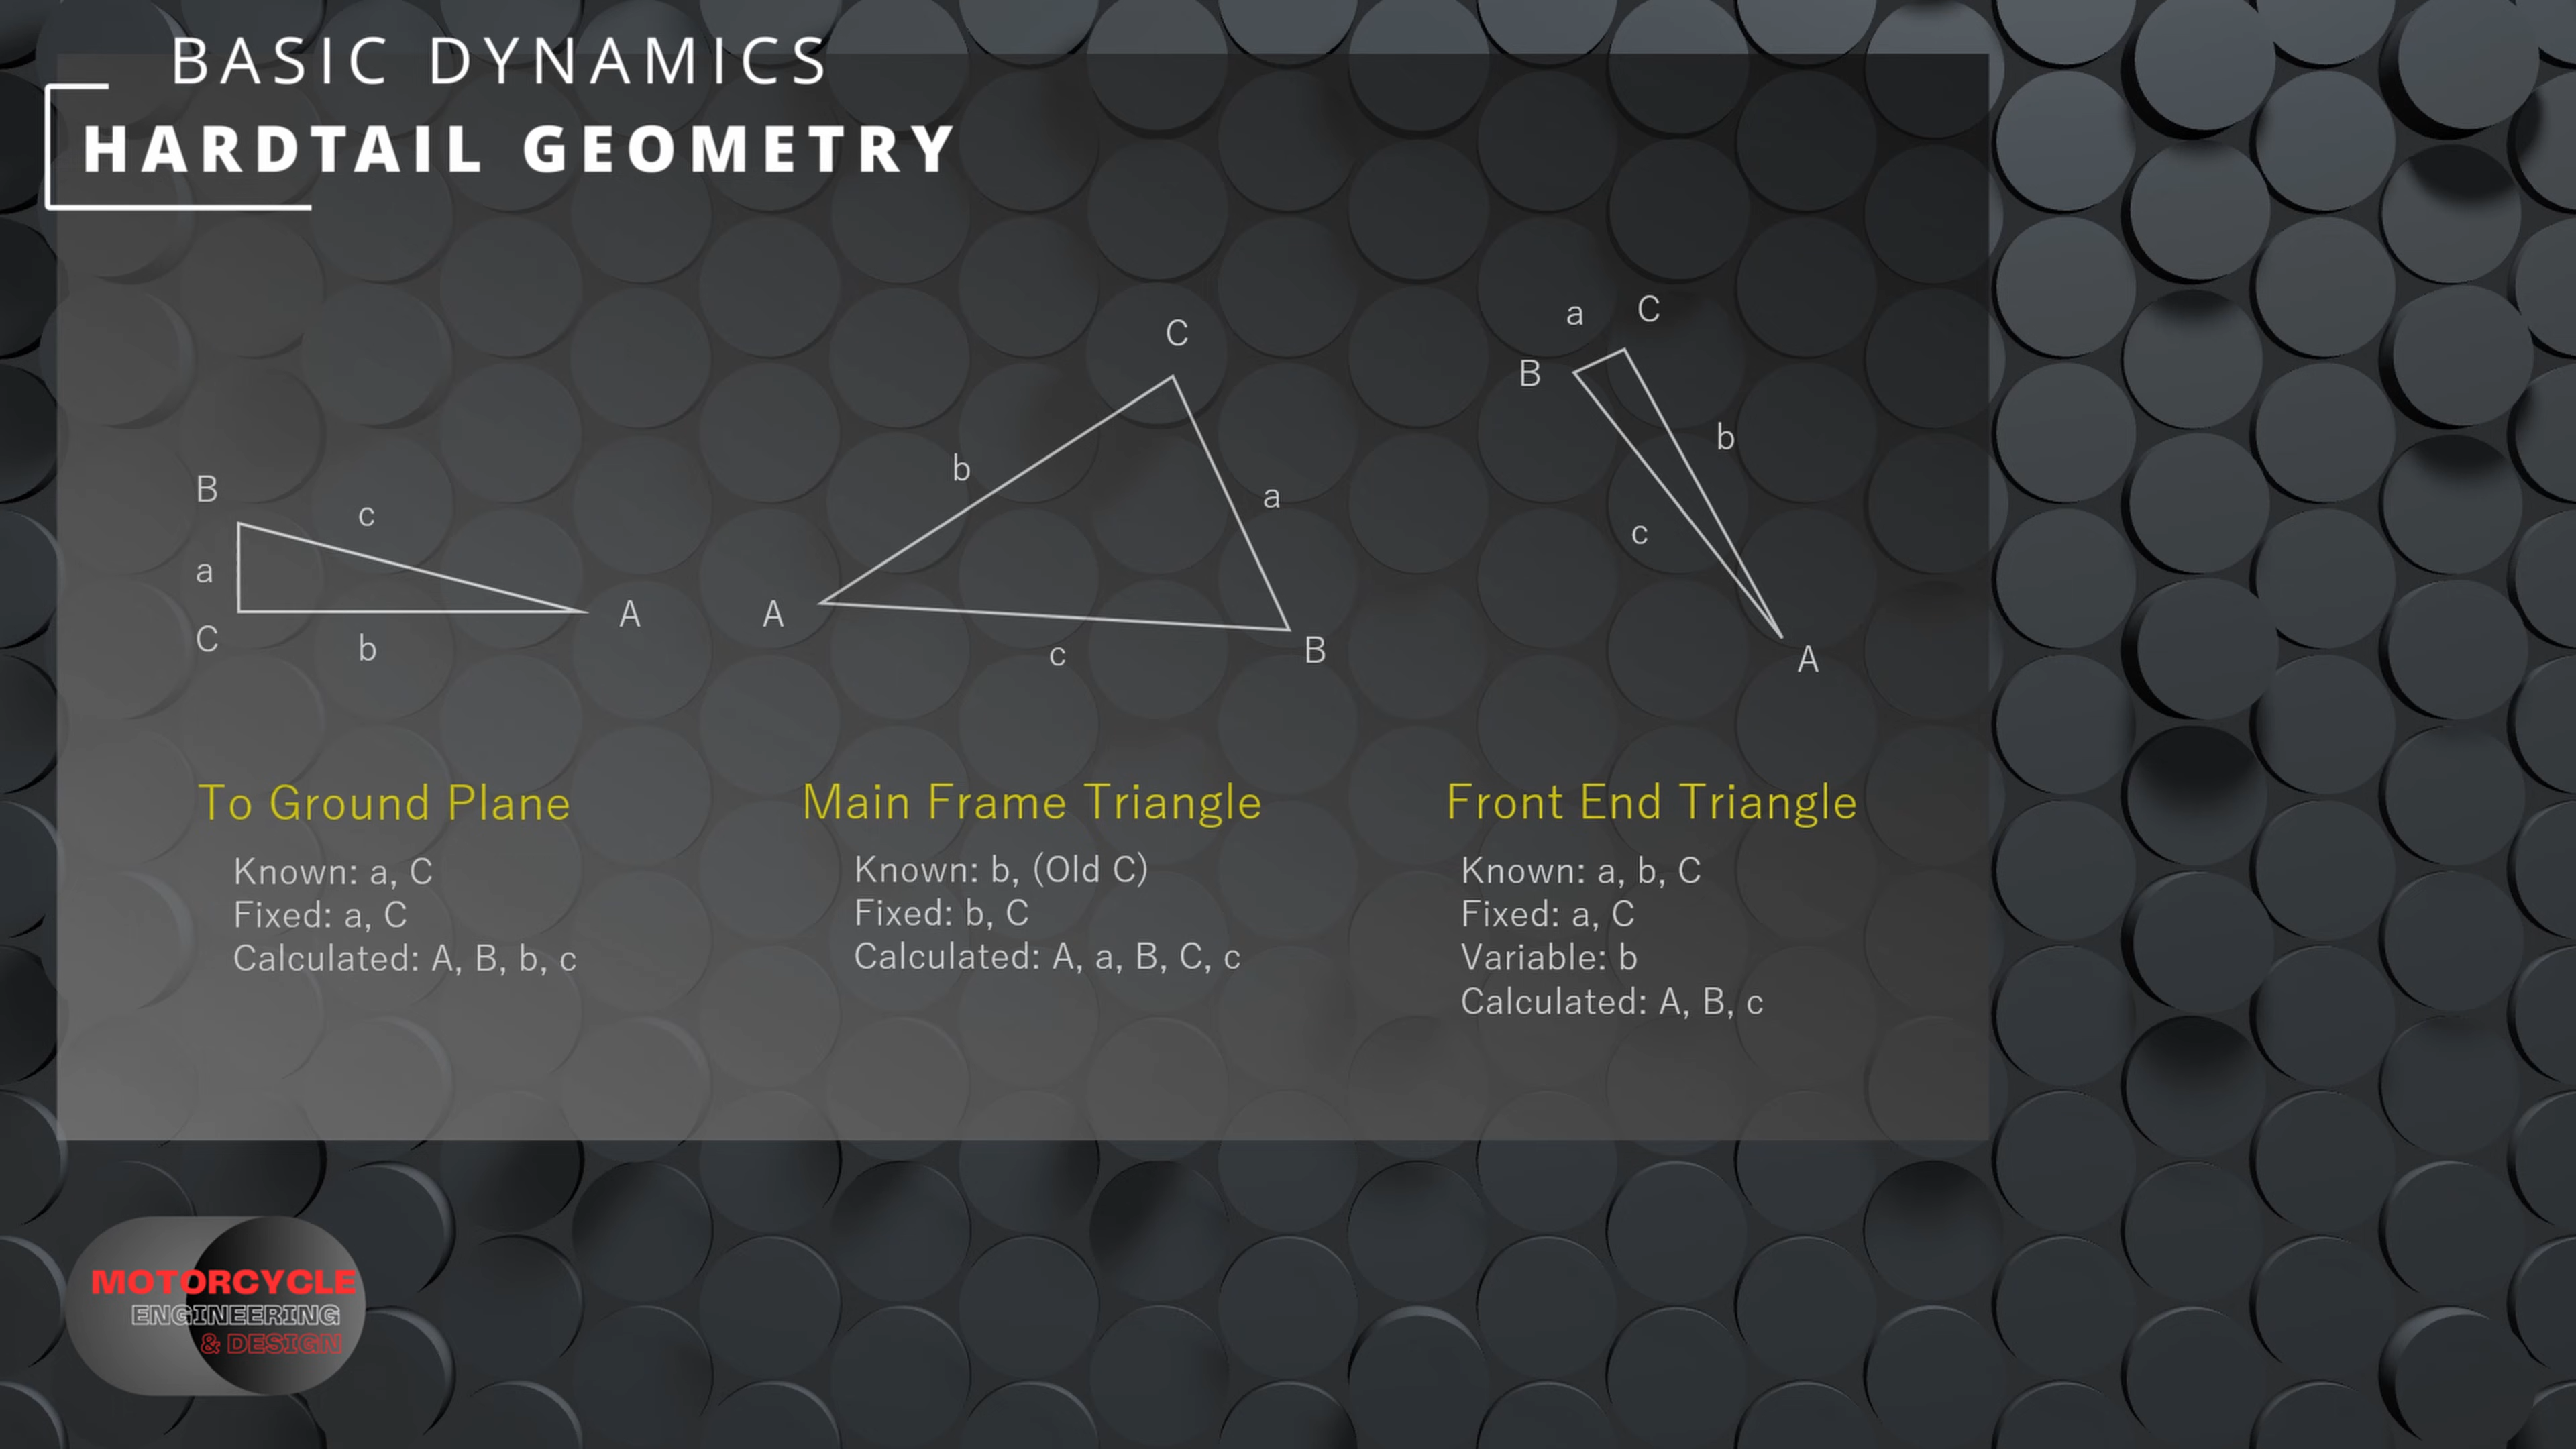 BASIC DYNAMICS
HARDTAIL GEOMETRY
B
c
a
C
b
A
C
b
a
A
c
B
a
C
B
b
c
A
To Ground Plane
Known: a, C
Fixed: a, C
Calculated: A, B, b, c
Main Frame Triangle
Known: b, (Old C)
Fixed: b, C
Calculated: A, a, B, C, c
Front End Triangle
Known: a, b, C
Fixed: a, C
Variable: b
Calculated: A, B, c
MOTORCYCLE
ENGINEERING
& DESIGN